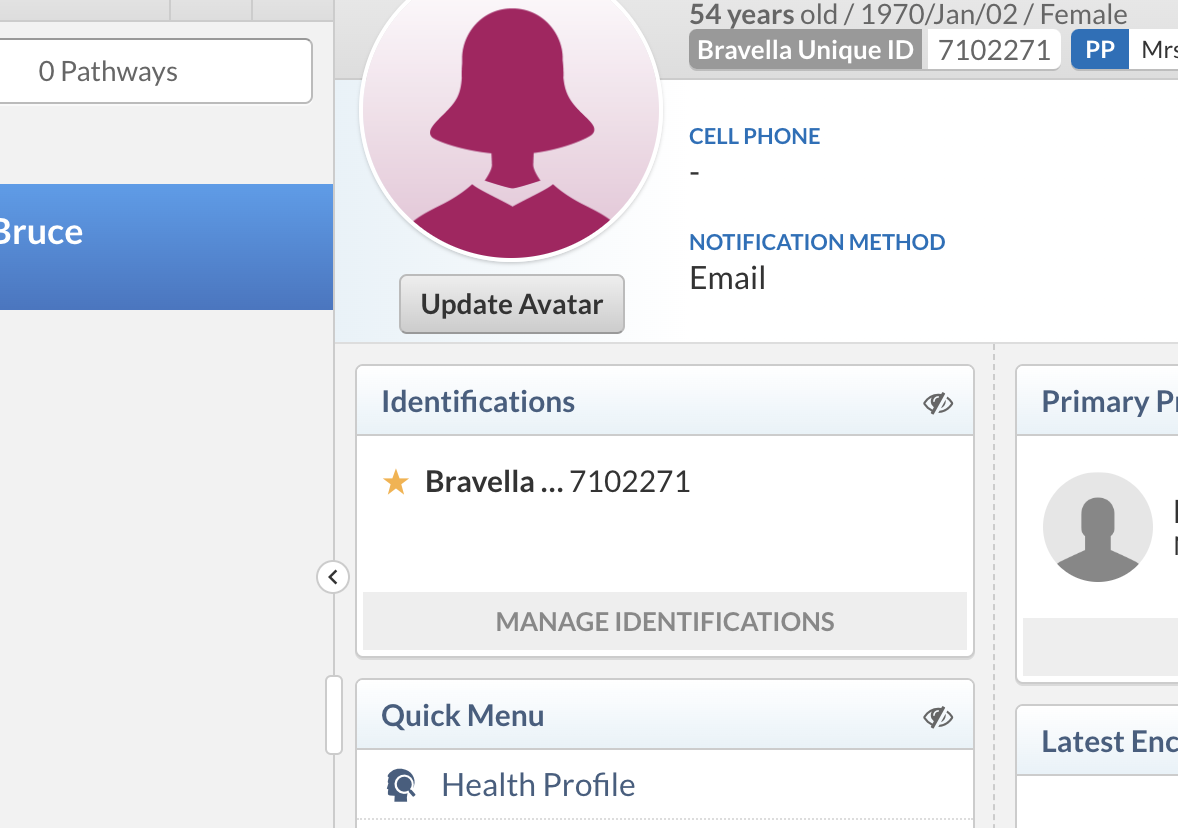 54 years old / 1970/Jan/02 / Female
0 Pathways
Bravella Unique ID 7102271 PP Mrs
CELL PHONE
-
Bruce
NOTIFICATION METHOD
Email
Update Avatar
Identifications
Primary Pr
Bravella ... 7102271
MANAGE IDENTIFICATIONS
Quick Menu
Latest Enc
Health Profile